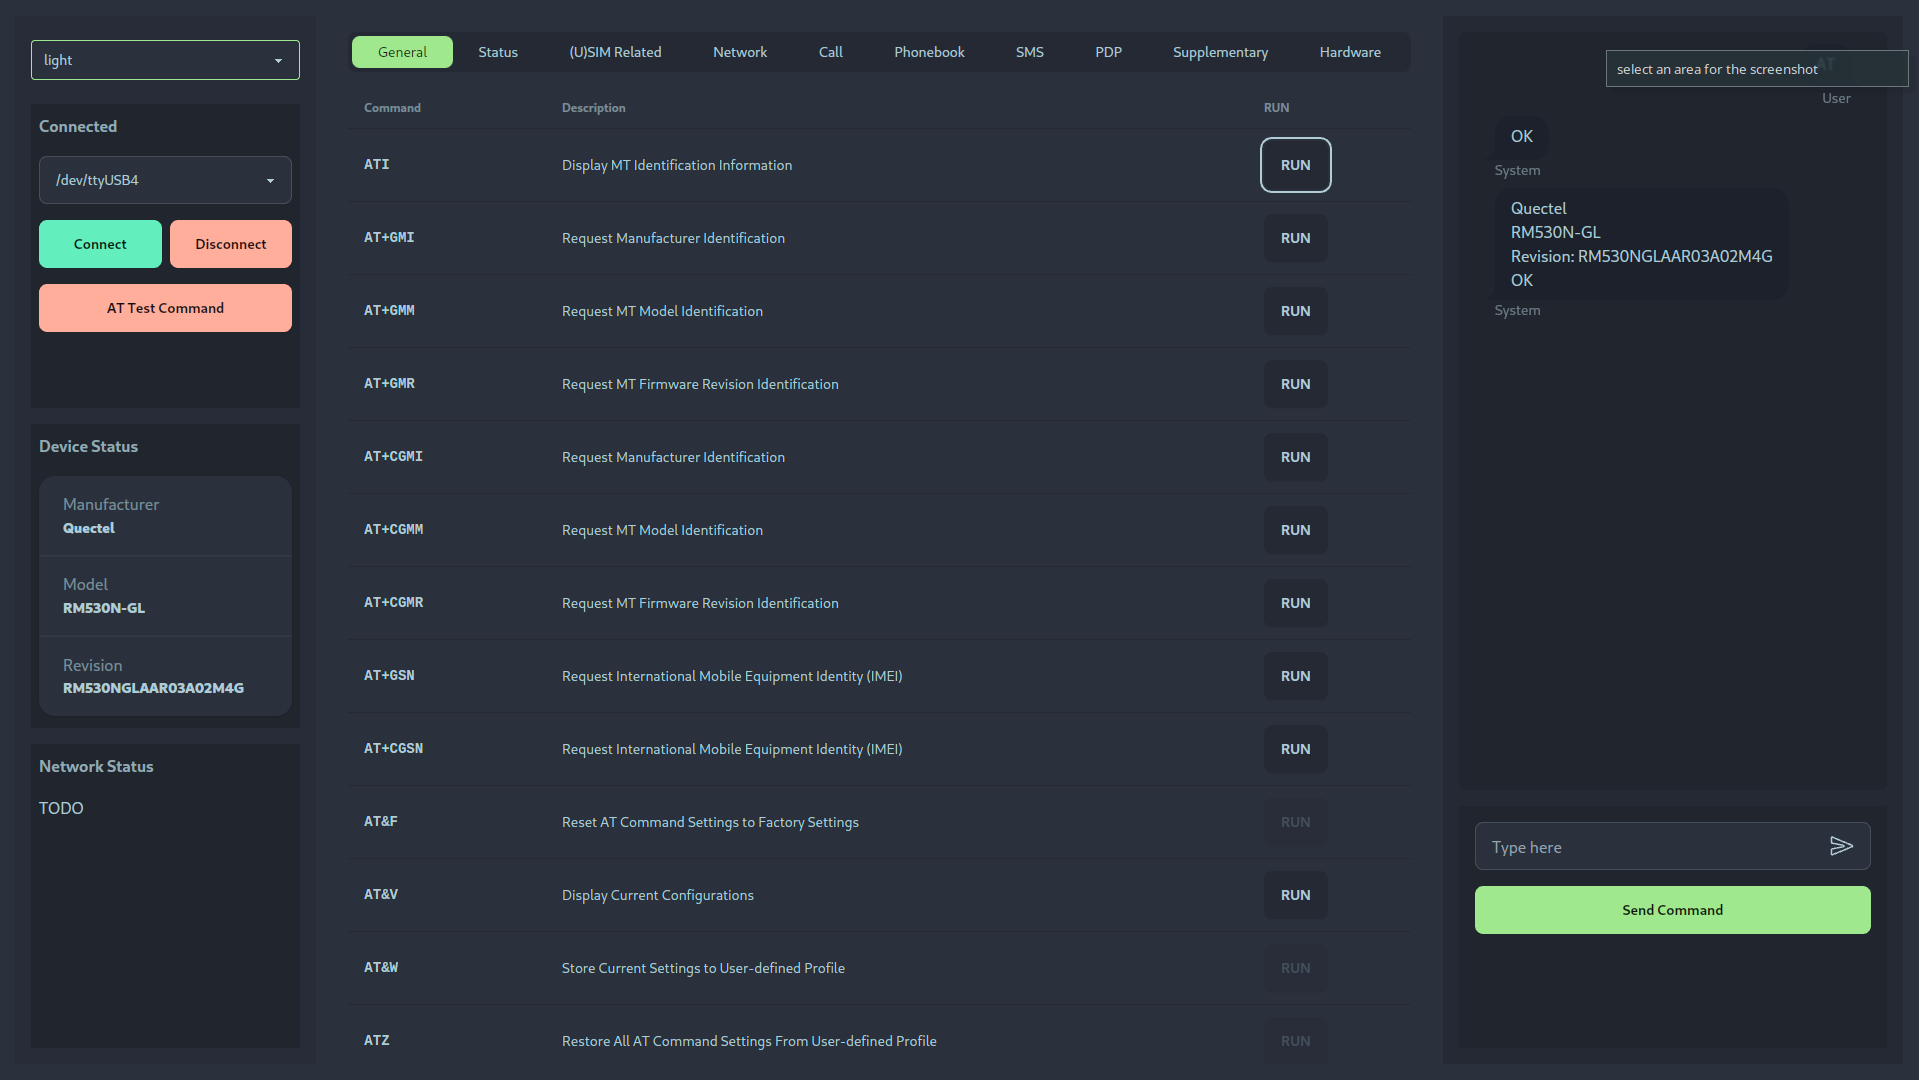 light
Connected
/dev/ttyUSB4
Connect
Disconnect
AT Test Command
Device Status
Manufacturer
Quectel
Model
RM530N-GL
Revision
RM530NGLAAR03A02M4G
Network Status
TODO
General Status (U)SIM Related Network Call Phonebook SMS PDP Supplementary Hardware
Command Description RUN
ATI Display MT Identification Information RUN
AT+GMI Request Manufacturer Identification RUN
AT+GMM Request MT Model Identification RUN
AT+GMR Request MT Firmware Revision Identification RUN
AT+CGMI Request Manufacturer Identification RUN
AT+CGMM Request MT Model Identification RUN
AT+CGMR Request MT Firmware Revision Identification RUN
AT+GSN Request International Mobile Equipment Identity (IMEI) RUN
AT+CGSN Request International Mobile Equipment Identity (IMEI) RUN
AT&F Reset AT Command Settings to Factory Settings RUN
AT&V Display Current Configurations RUN
AT&W Store Current Settings to User-defined Profile RUN
ATZ Restore All AT Command Settings From User-defined Profile RUN
select an area for the screenshot
AT
User
OK
System
Quectel
RM530N-GL
Revision: RM530NGLAAR03A02M4G
OK
System
Type here
Send Command